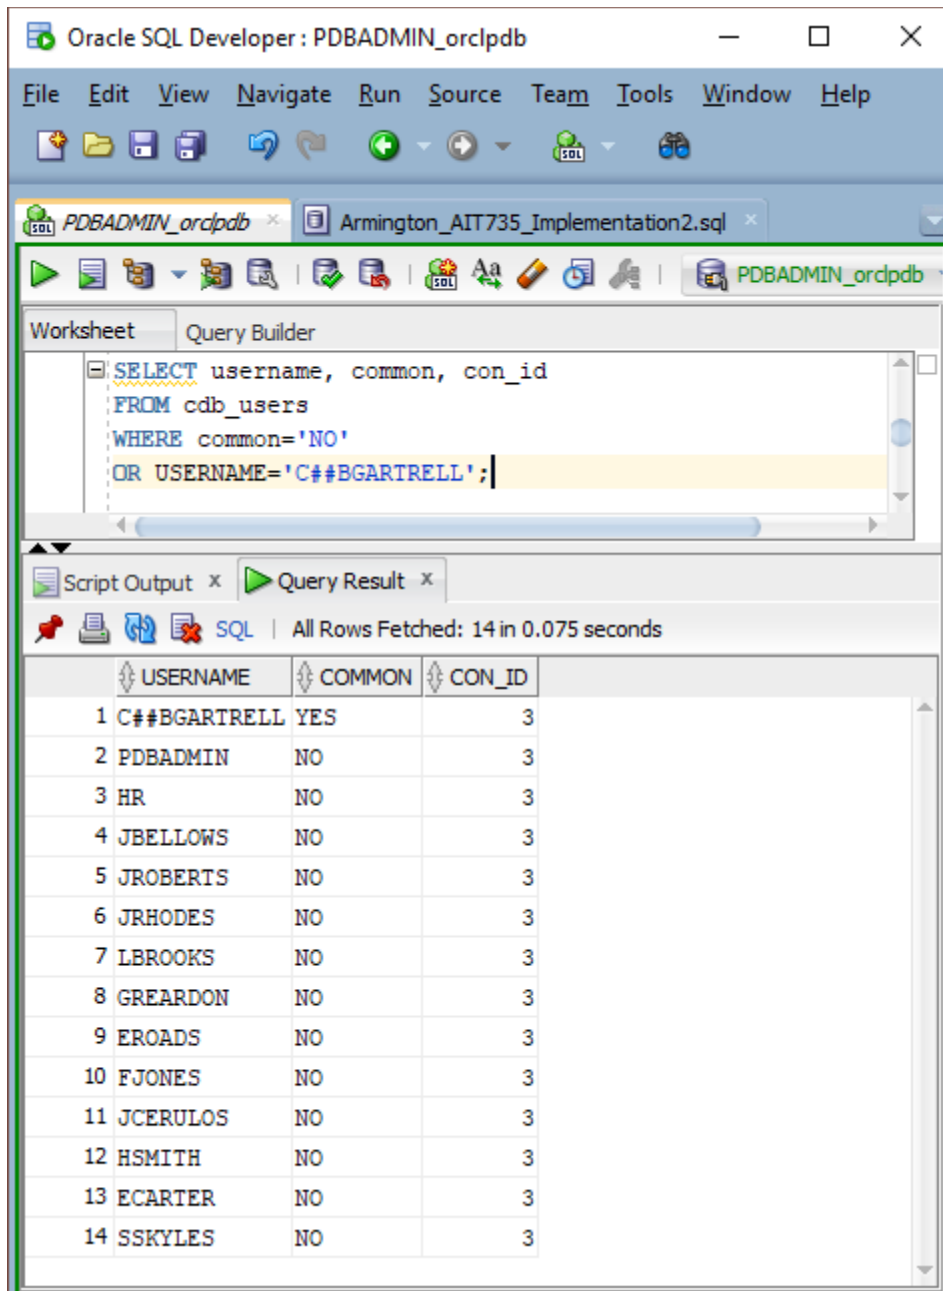 Oracle SQL Developer : PDBADMIN_orclpdb
File Edit View Navigate Run Source Team Tools Window Help
PDBADMIN_orclpdb Armington_AIT735_Implementation2.sql
PDBADMIN_orclpdb
Worksheet Query Builder
SELECT username, common, con_id
FROM cdb_users
WHERE common='NO'
OR USERNAME='C##BGARTRELL';
Script Output x Query Result x
SQL | All Rows Fetched: 14 in 0.075 seconds
USERNAME COMMON CON_ID
1 C##BGARTRELL YES 3
2 PDBADMIN NO 3
3 HR NO 3
4 JBELLOWS NO 3
5 JROBERTS NO 3
6 JRHODES NO 3
7 LBROOKS NO 3
8 GREARDON NO 3
9 EROADS NO 3
10 FJONES NO 3
11 JCERULOS NO 3
12 HSMITH NO 3
13 ECARTER NO 3
14 SSKYLES NO 3